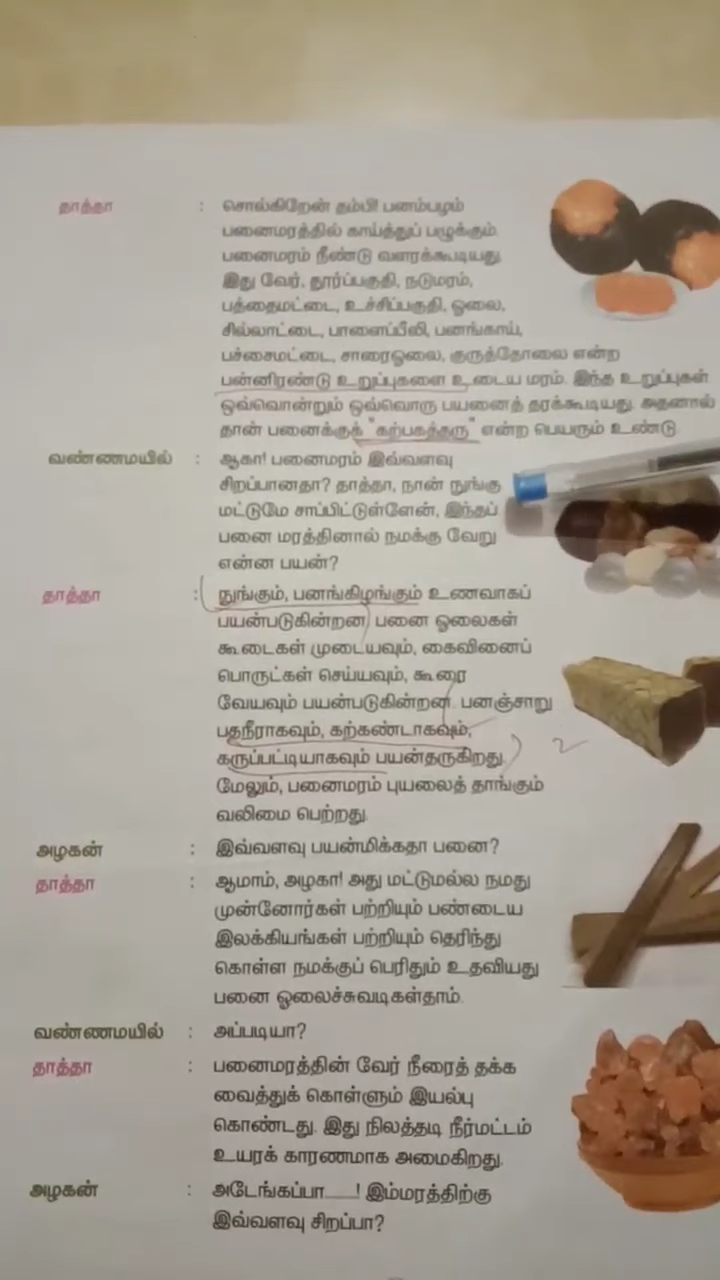 தாத்தா : சொல்கிறேன் தம்பி! பனம்பழம்
பனைமரத்தில் காய்த்துப் பழுக்கும்.
பனைமரம் நீண்டு வளரக்கூடியது.
இது வேர், தூர்ப்பகுதி, நடுமரம்,
பத்தைமட்டை, உச்சிப்பகுதி, ஓலை,
சில்லாட்டை, பாளைப்பீலி, பனங்காய்,
பச்சைமட்டை, சாரைஓலை, குருத்தோலை என்ற
பன்னிரண்டு உறுப்புகளை உடைய மரம். இந்த உறுப்புகள்
ஒவ்வொன்றும் ஒவ்வொரு பயனைத் தரக்கூடியது. அதனால்
தான் பனைக்குக் "கற்பகத்தரு" என்ற பெயரும் உண்டு.
வண்ணமயில் : ஆகா! பனைமரம் இவ்வளவு
சிறப்பானதா? தாத்தா, நான் நுங்கு
மட்டுமே சாப்பிட்டுள்ளேன், இந்தப்
பனை மரத்தினால் நமக்கு வேறு
என்ன பயன்?
தாத்தா : நுங்கும், பனங்கிழங்கும் உணவாகப்
பயன்படுகின்றன. பனை ஓலைகள்
கூடைகள் முடையவும், கைவினைப்
பொருட்கள் செய்யவும், கூரை
வேயவும் பயன்படுகின்றன. பனஞ்சாறு
பதநீராகவும், கற்கண்டாகவும்,
கருப்பட்டியாகவும் பயன்தருகிறது. 2
மேலும், பனைமரம் புயலைத் தாங்கும்
வலிமை பெற்றது.
அழகன் : இவ்வளவு பயன்மிக்கதா பனை?
தாத்தா : ஆமாம், அழகா! அது மட்டுமல்ல நமது
முன்னோர்கள் பற்றியும் பண்டைய
இலக்கியங்கள் பற்றியும் தெரிந்து
கொள்ள நமக்குப் பெரிதும் உதவியது
பனை ஓலைச்சுவடிகள்தாம்.
வண்ணமயில் : அப்படியா?
தாத்தா : பனைமரத்தின் வேர் நீரைத் தக்க
வைத்துக் கொள்ளும் இயல்பு
கொண்டது. இது நிலத்தடி நீர்மட்டம்
உயரக் காரணமாக அமைகிறது.
அழகன் : அடேங்கப்பா......! இம்மரத்திற்கு
இவ்வளவு சிறப்பா?